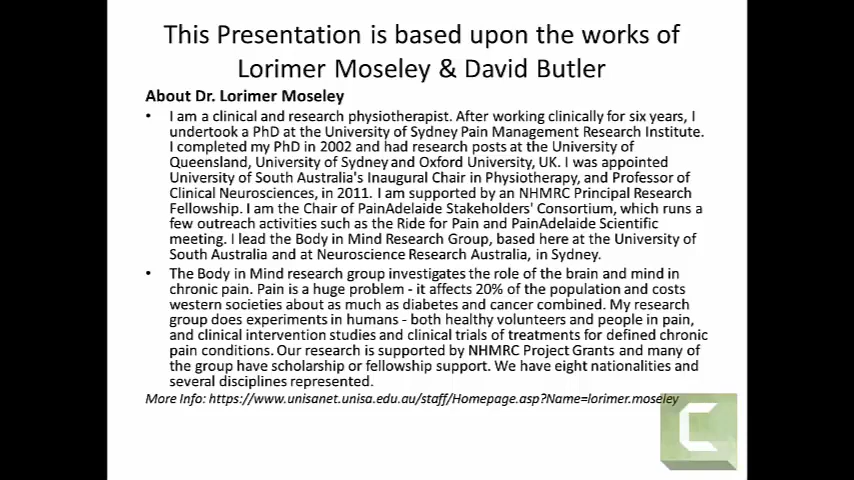 This Presentation is based upon the works of
Lorimer Moseley & David Butler
About Dr. Lorimer Moseley
• I am a clinical and research physiotherapist. After working clinically for six years, I
undertook a PhD at the University of Sydney Pain Management Research Institute.
I completed my PhD in 2002 and had research posts at the University of
Queensland, University of Sydney and Oxford University, UK. I was appointed
University of South Australia's Inaugural Chair in Physiotherapy, and Professor of
Clinical Neurosciences, in 2011. I am supported by an NHMRC Principal Research
Fellowship. I am the Chair of PainAdelaide Stakeholders' Consortium, which runs a
few outreach activities such as the Ride for Pain and PainAdelaide Scientific
meeting. I lead the Body in Mind Research Group, based here at the University of
South Australia and at Neuroscience Research Australia, in Sydney.
• The Body in Mind research group investigates the role of the brain and mind in
chronic pain. Pain is a huge problem - it affects 20% of the population and costs
western societies about as much as diabetes and cancer combined. My research
group does experiments in humans - both healthy volunteers and people in pain,
and clinical intervention studies and clinical trials of treatments for defined chronic
pain conditions. Our research is supported by NHMRC Project Grants and many of
the group have scholarship or fellowship support. We have eight nationalities and
several disciplines represented.
More Info: https://www.unisanet.unisa.edu.au/staff/Homepage.asp?Name=lorimer.moseley
C